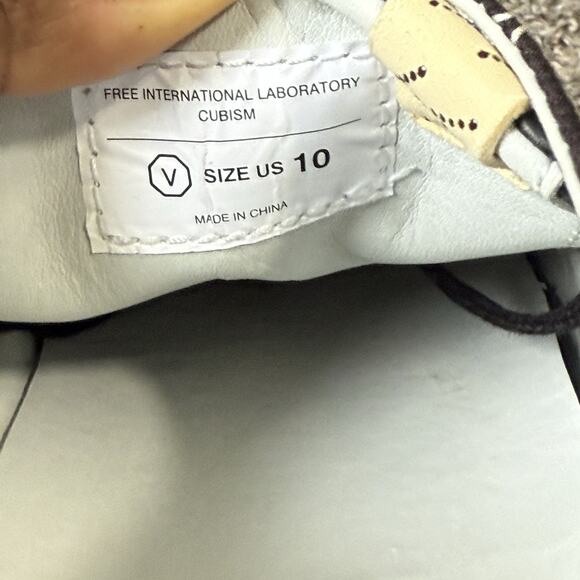 FREE INTERNATIONAL LABORATORY
CUBISM
V SIZE US 10
MADE IN CHINA